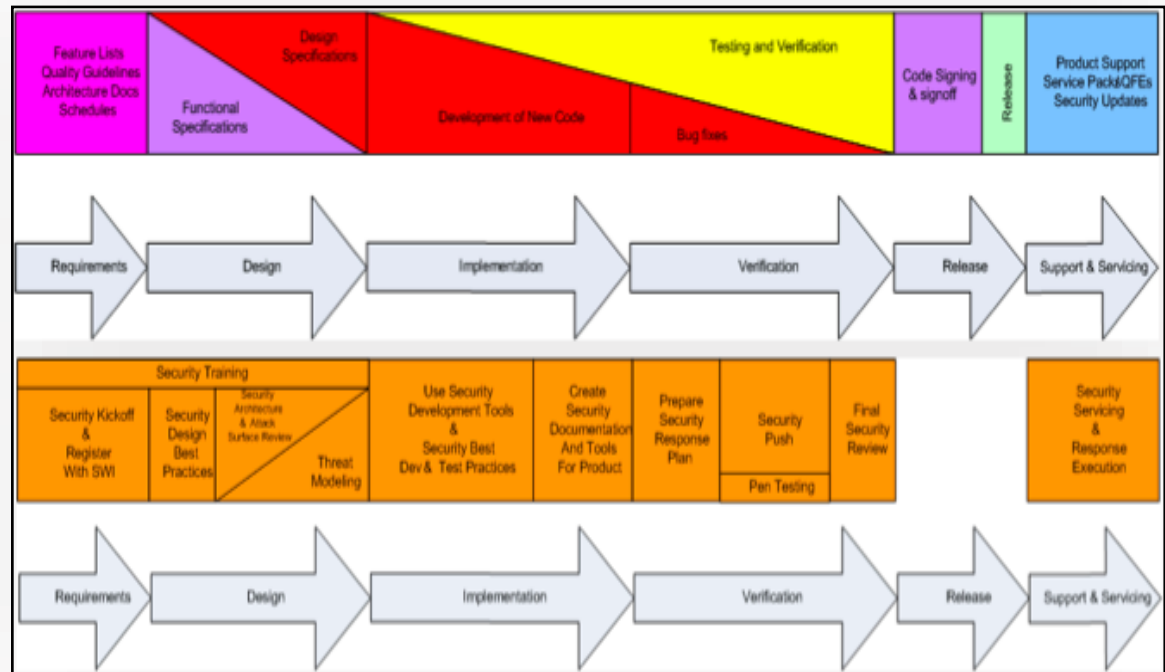 Feature Lists
Quality Guidelines
Architecture Docs
Schedules
Functional
Specifications
Design
Specifications
Development of New Code
Testing and Verification
Bug fixes
Code Signing
& signoff
Release
Product Support
Service Packs\QFEs
Security Updates
Requirements
Design
Implementation
Verification
Release
Support & Servicing
Security Training
Security Kickoff
&
Register
With SWI
Security
Design
Best
Practices
Security
Architecture
& Attack
Surface Review
Threat
Modeling
Use Security
Development Tools
&
Security Best
Dev & Test Practices
Create
Security
Documentation
And Tools
For Product
Prepare
Security
Response
Plan
Security
Push
Pen Testing
Final
Security
Review
Security
Servicing
&
Response
Execution
Requirements
Design
Implementation
Verification
Release
Support & Servicing